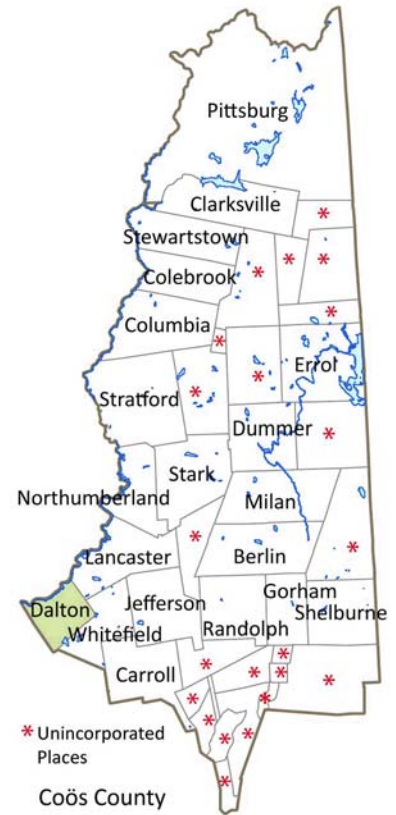 Pittsburg
Clarksville
Stewartstown
Colebrook
Columbia
Errol
Stratford
Dummer
Stark
Northumberland
Milan
Lancaster
Berlin
Gorham
Dalton
Jefferson
Shelburne
Whitefield
Randolph
Carroll
* Unincorporated
Places
Coös County